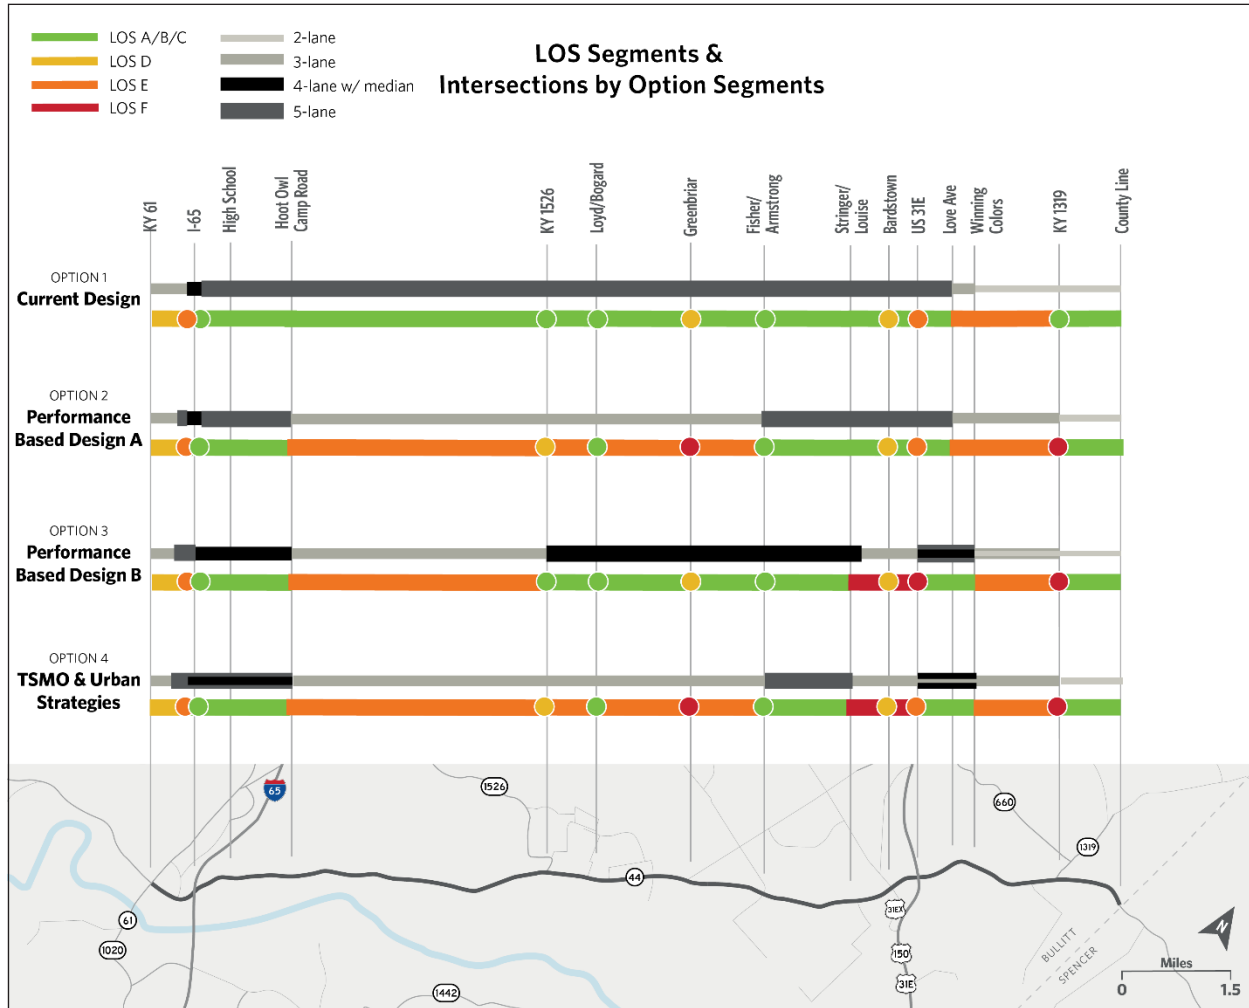 LOS A/B/C
LOS D
LOS E
LOS F
2-lane
3-lane
4-lane w/ median
5-lane
LOS Segments &
Intersections by Option Segments
KY 61
I-65
High School
Hoot Owl
Camp Road
KY 1526
Loyd/Bogard
Greenbriar
Fisher/
Armstrong
Stringer/
Louise
Bardstown
US 31E
Love Ave
Winning
Colors
KY 1319
County Line
OPTION 1
Current Design
OPTION 2
Performance
Based Design A
OPTION 3
Performance
Based Design B
OPTION 4
TSMO & Urban
Strategies
65
1526
660
1319
44
61
1020
31EX
150
31E
1442
BULLITT
SPENCER
N
Miles
0 1.5